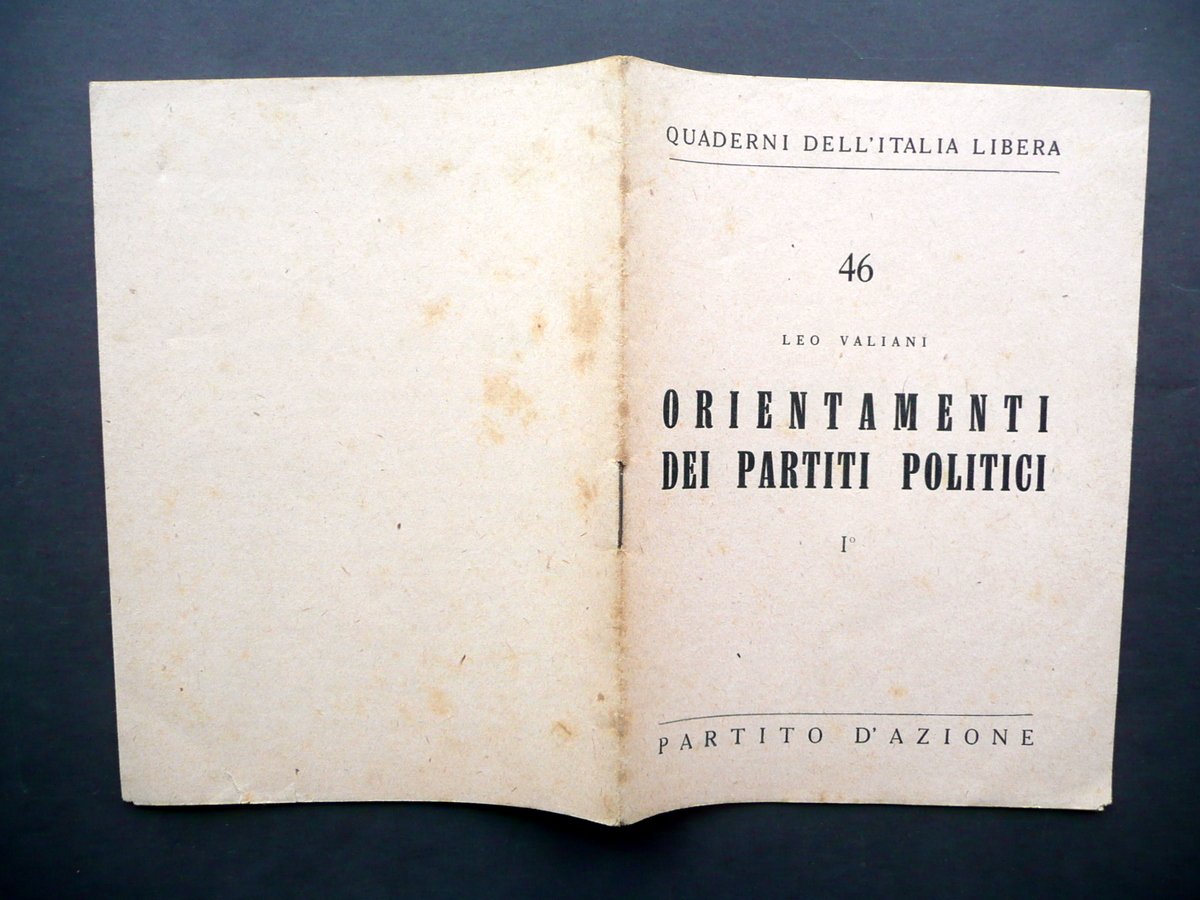 QUADERNI DELL'ITALIA LIBERA
46
LEO VALIANI
ORIENTAMENTI
DEI PARTITI POLITICI
I°
PARTITO D'AZIONE